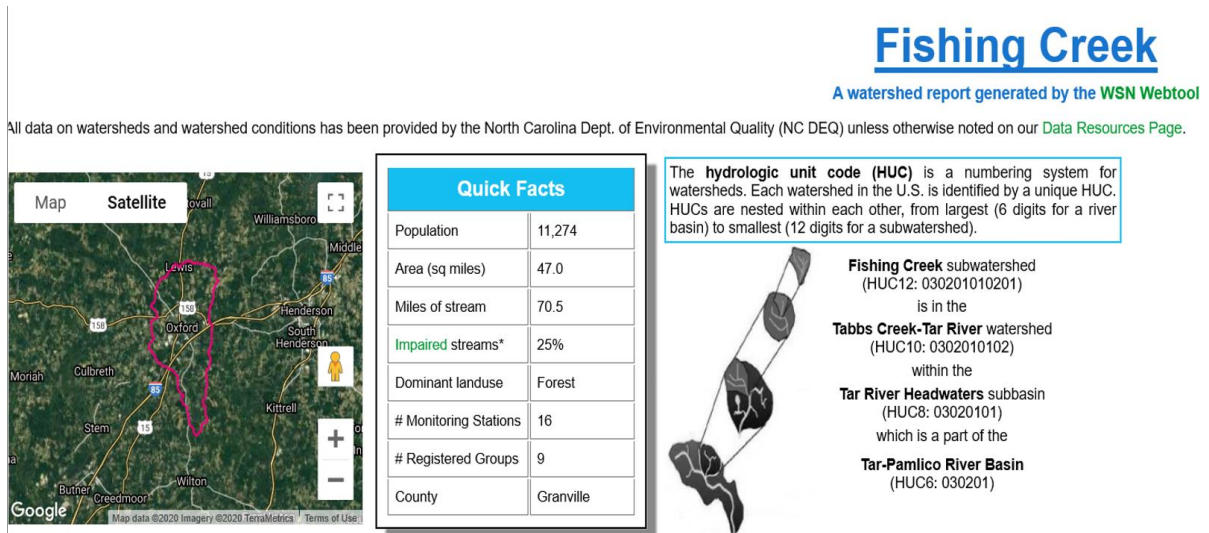 Fishing Creek
A watershed report generated by the WSN Webtool
All data on watersheds and watershed conditions has been provided by the North Carolina Dept. of Environmental Quality (NC DEQ) unless otherwise noted on our Data Resources Page.
Map Satellite
15
ovall
Williamsboro
Middle
Lewis
85
158
Oxford
Henderson
158
South
Henderson
Moriah
Culbreth
85
Kittrell
Stem
15
Wilton
Butner
Creedmoor
Google
Map data ©2020 Imagery ©2020 TerraMetrics Terms of Use
Quick Facts
Population 11,274
Area (sq miles) 47.0
Miles of stream 70.5
Impaired streams* 25%
Dominant landuse Forest
# Monitoring Stations 16
# Registered Groups 9
County Granville
The hydrologic unit code (HUC) is a numbering system for
watersheds. Each watershed in the U.S. is identified by a unique HUC.
HUCs are nested within each other, from largest (6 digits for a river
basin) to smallest (12 digits for a subwatershed).
Fishing Creek subwatershed
(HUC12: 030201010201)
is in the
Tabbs Creek-Tar River watershed
(HUC10: 0302010102)
within the
Tar River Headwaters subbasin
(HUC8: 03020101)
which is a part of the
Tar-Pamlico River Basin
(HUC6: 030201)